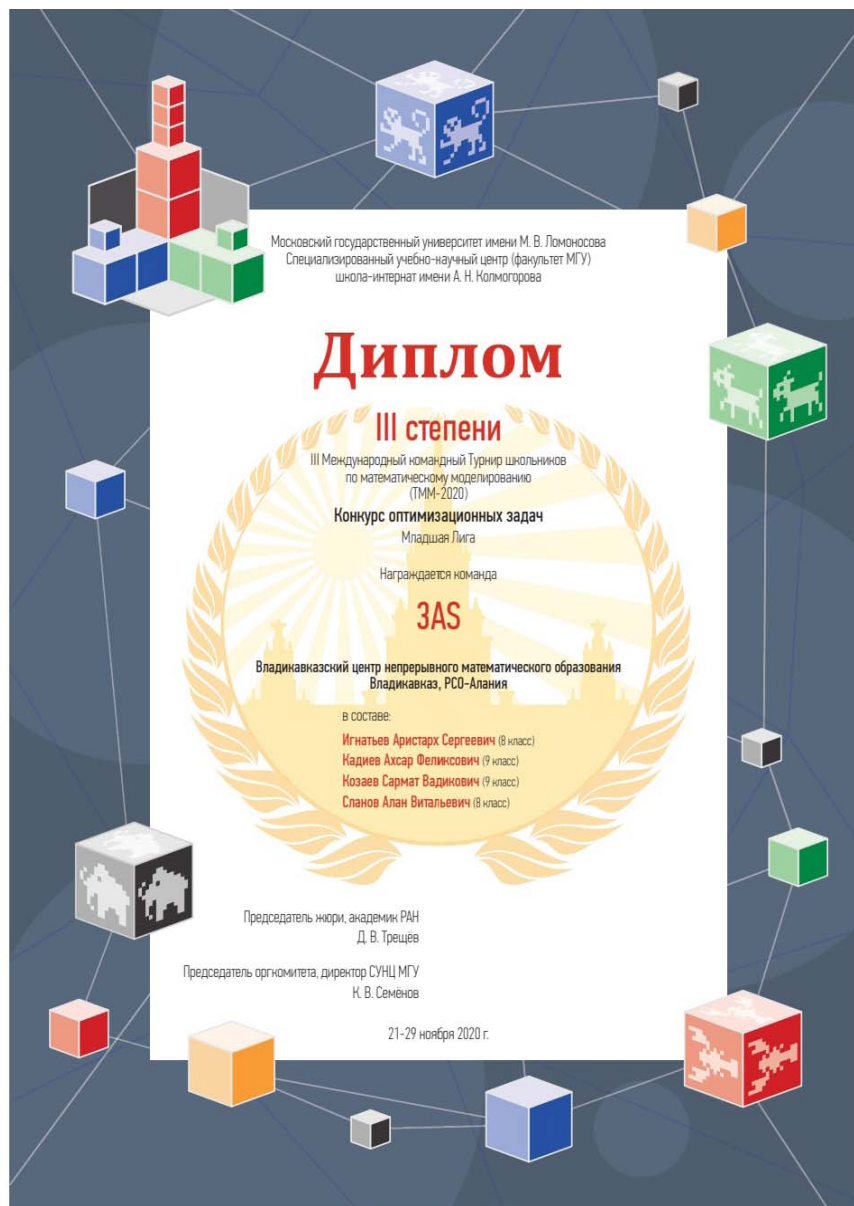 Московский государственный университет имени М. В. Ломоносова
Специализированный учебно-научный центр (факультет МГУ)
школа-интернат имени А. Н. Колмогорова
Диплом
III степени
III Международный командный Турнир школьников
по математическому моделированию
(ТММ-2020)
Конкурс оптимизационных задач
Младшая Лига
Награждается команда
3AS
Владикавказский центр непрерывного математического образования
Владикавказ, РСО-Алания
в составе:
Игнатьев Аристарх Сергеевич (8 класс)
Кадиев Ахсар Феликсович (9 класс)
Козаев Сармат Вадикович (9 класс)
Сланов Алан Витальевич (8 класс)
Председатель жюри, академик РАН
Д. В. Трещёв
Председатель оргкомитета, директор СУНЦ МГУ
К. В. Семёнов
21-29 ноября 2020 г.